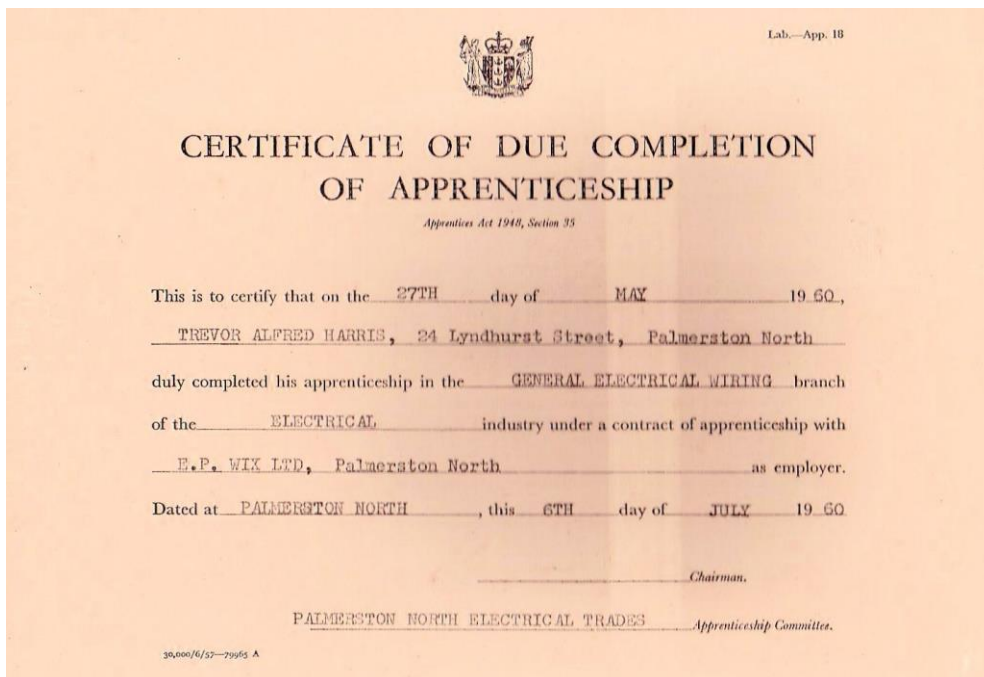 Lab.—App. 18
CERTIFICATE OF DUE COMPLETION
OF APPRENTICESHIP
Apprentices Act 1948, Section 35
This is to certify that on the 27TH day of MAY 19 60,
TREVOR ALFRED HARRIS, 24 Lyndhurst Street, Palmerston North
duly completed his apprenticeship in the GENERAL ELECTRICAL WIRING branch
of the ELECTRICAL industry under a contract of apprenticeship with
E.P. WIX LTD, Palmerston North as employer.
Dated at PALMERSTON NORTH , this 6TH day of JULY 19 60
Chairman.
PALMERSTON NORTH ELECTRICAL TRADES Apprenticeship Committee.
30,000/6/57—79965 A